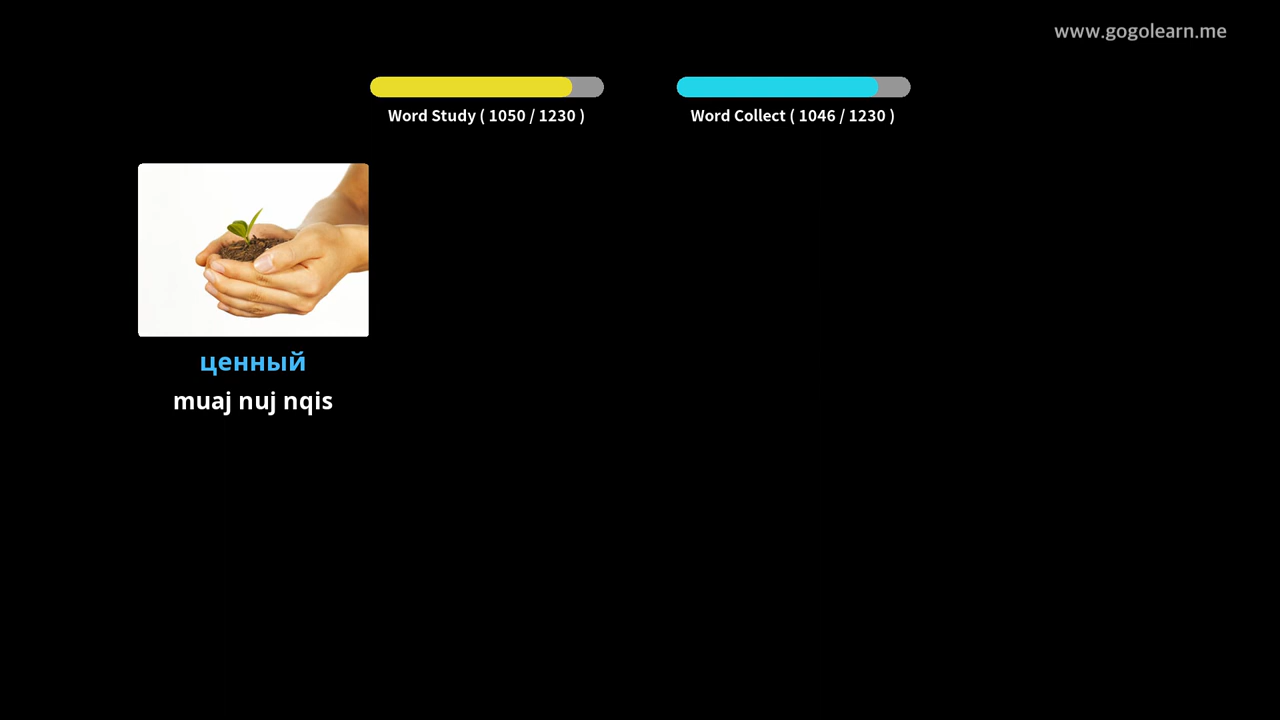 www.gogolearn.me
Word Study ( 1050 / 1230 )
Word Collect ( 1046 / 1230 )
ценный
muaj nuj nqis